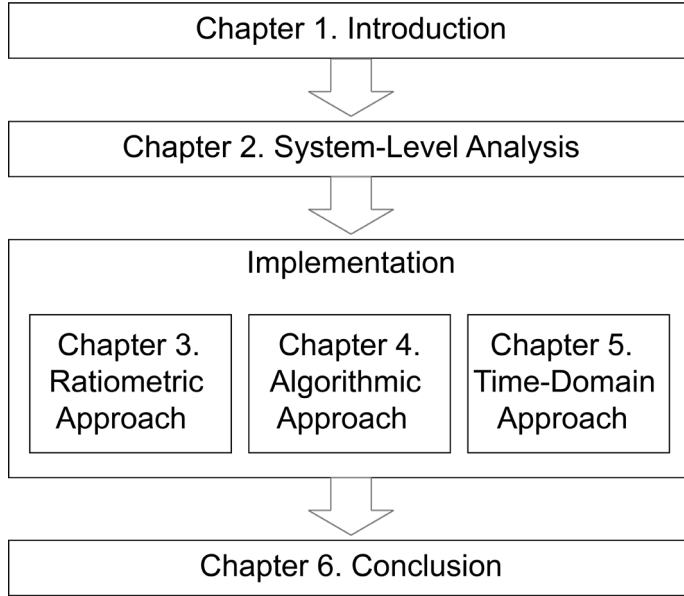 Chapter 1. Introduction
Chapter 2. System-Level Analysis
Implementation
Chapter 3.
Ratiometric
Approach
Chapter 4.
Algorithmic
Approach
Chapter 5.
Time-Domain
Approach
Chapter 6. Conclusion